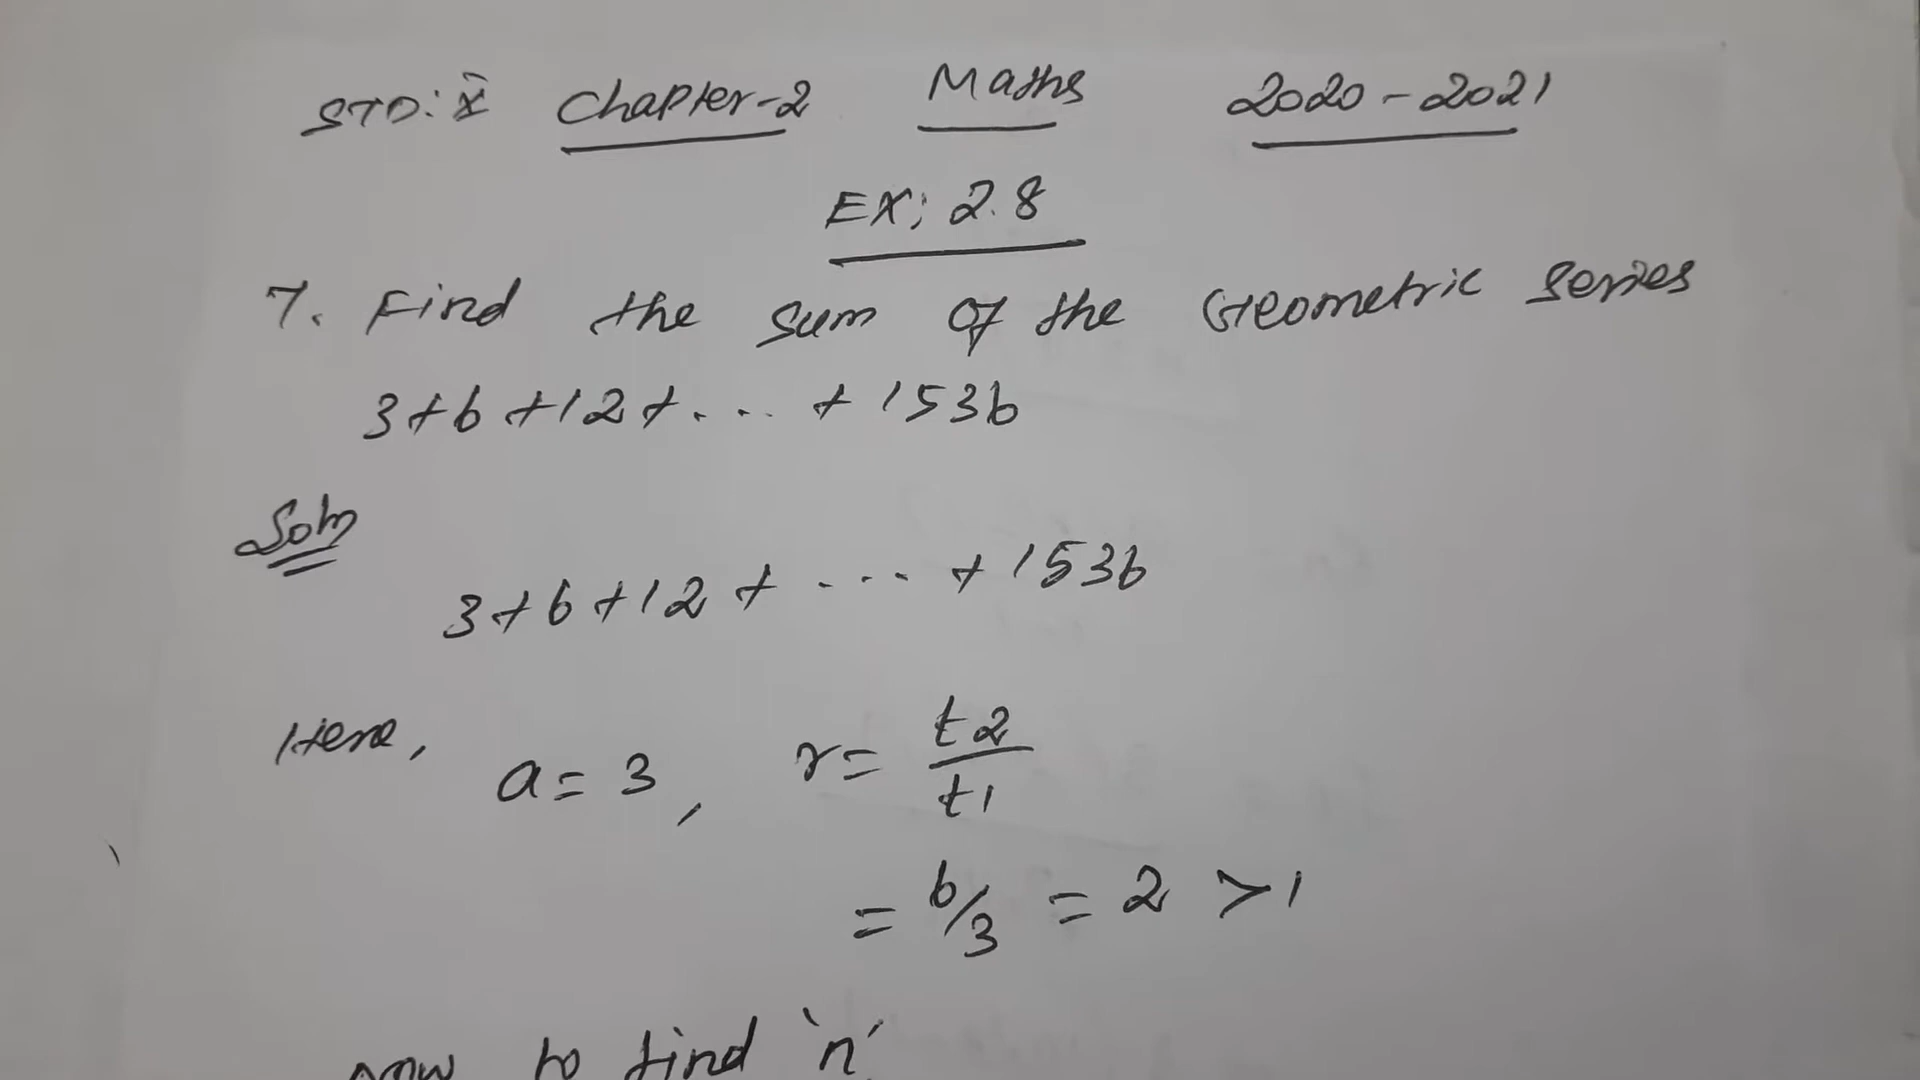 STD: X Chapter-2 Maths 2020-2021
EX: 2.8
7. Find the sum of the Geometric series
3+6+12+... + 1536
Soln
3+6+12+ ... + 1536
Here, a=3, r= t2/t1
= 6/3 = 2 >1
now to find 'n'